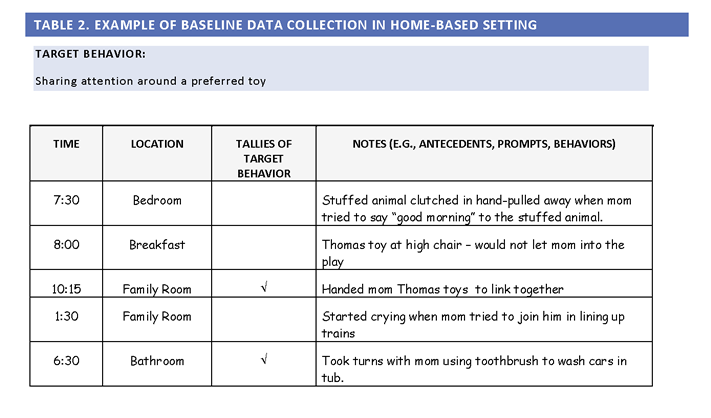 TABLE 2. EXAMPLE OF BASELINE DATA COLLECTION IN HOME-BASED SETTING
TARGET BEHAVIOR:
Sharing attention around a preferred toy
TIME LOCATION TALLIES OF TARGET BEHAVIOR NOTES (E.G., ANTECEDENTS, PROMPTS, BEHAVIORS)
7:30 Bedroom Stuffed animal clutched in hand-pulled away when mom
tried to say “good morning” to the stuffed animal.
8:00 Breakfast Thomas toy at high chair – would not let mom into the
play
10:15 Family Room √ Handed mom Thomas toys to link together
1:30 Family Room Started crying when mom tried to join him in lining up
trains
6:30 Bathroom √ Took turns with mom using toothbrush to wash cars in
tub.